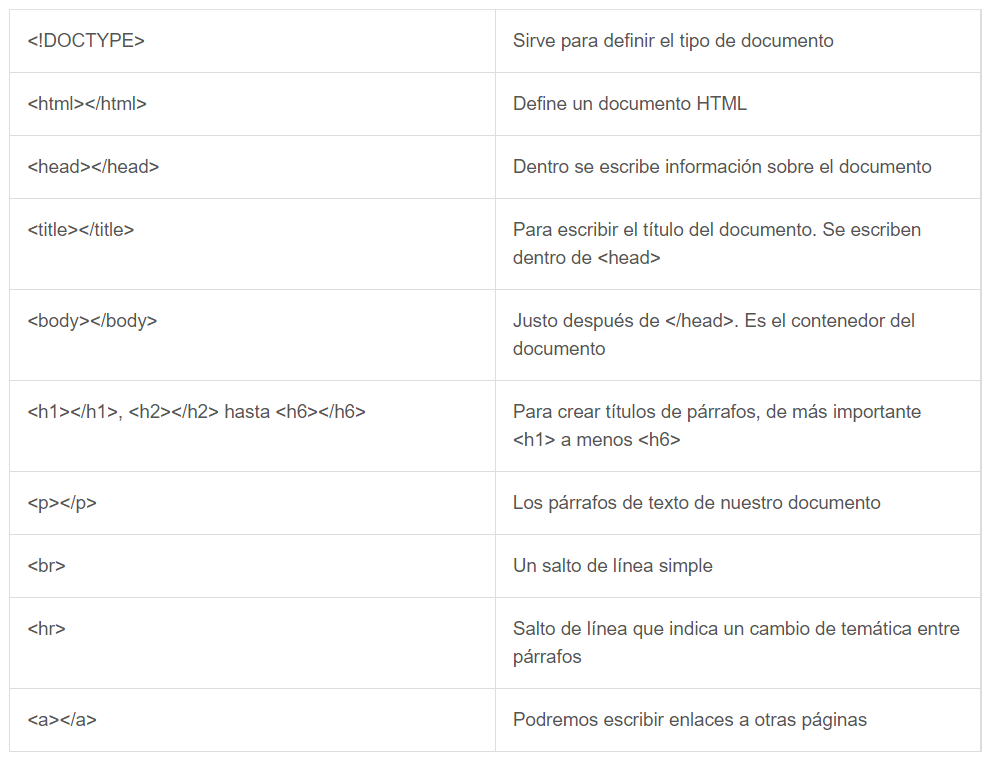 <!DOCTYPE>
Sirve para definir el tipo de documento
<html></html>
Define un documento HTML
<head></head>
Dentro se escribe información sobre el documento
<title></title>
Para escribir el título del documento. Se escriben
dentro de <head>
<body></body>
Justo después de </head>. Es el contenedor del
documento
<h1></h1>, <h2></h2> hasta <h6></h6>
Para crear títulos de párrafos, de más importante
<h1> a menos <h6>
<p></p>
Los párrafos de texto de nuestro documento
<br>
Un salto de línea simple
<hr>
Salto de línea que indica un cambio de temática entre
párrafos
<a></a>
Podremos escribir enlaces a otras páginas